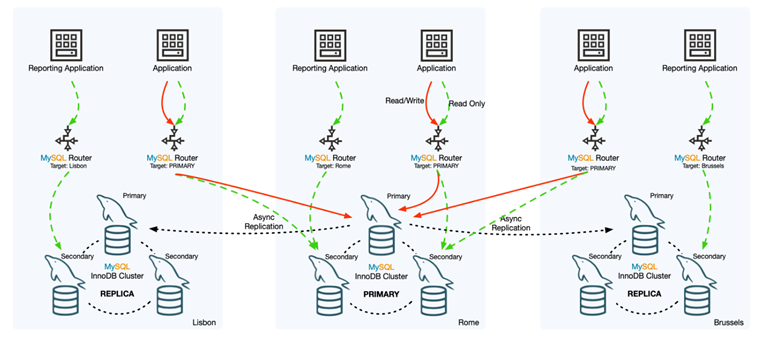 Reporting Application
Application
Reporting Application
Application
Application
Reporting Application
Read/Write
Read Only
MySQL Router
Target: Lisbon
MySQL Router
Target: PRIMARY
MySQL Router
Target: Rome
MySQL Router
Target: PRIMARY
MySQL Router
Target: PRIMARY
MySQL Router
Target: Brussels
Primary
Async
Replication
Primary
Async
Replication
Primary
Secondary
Secondary
MySQL
InnoDB Cluster
REPLICA
Lisbon
Secondary
Secondary
MySQL
InnoDB Cluster
PRIMARY
Rome
Secondary
Secondary
MySQL
InnoDB Cluster
REPLICA
Brussels